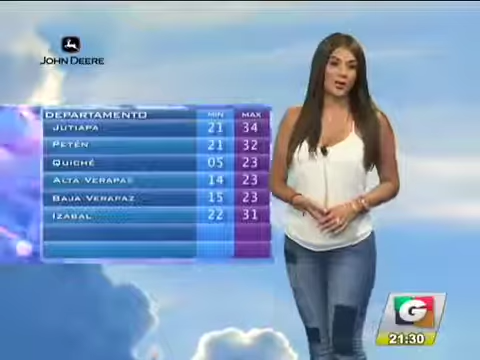 JOHN DEERE
DEPARTAMENTO MIN MAX
JUTIAPA 21 34
PETÉN 21 32
QUICHÉ 05 23
ALTA VERAPAZ 14 23
BAJA VERAPAZ 15 23
IZABAL 22 31
G
21:30